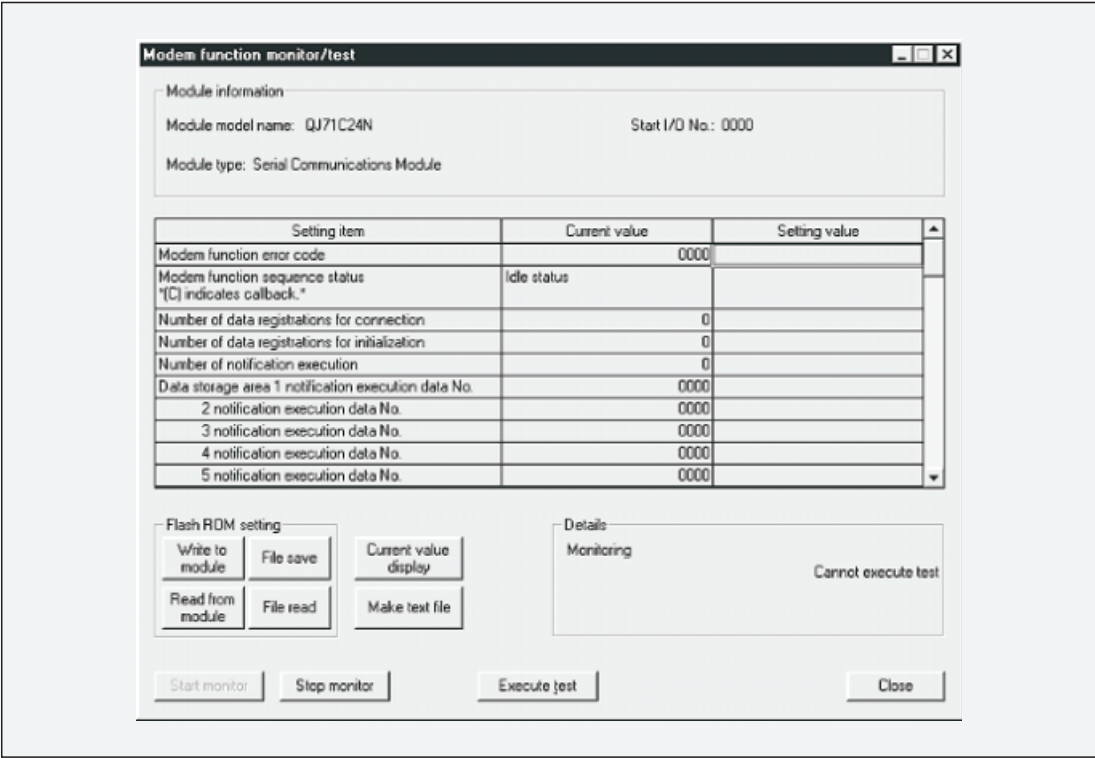 Modem function monitor/test
Module information
Module model name: QJ71C24N Start I/O No.: 0000
Module type: Serial Communications Module
Setting item Current value Setting value
Modem function error code 0000
Modem function sequence status Idle status
*(C) indicates callback.*
Number of data registrations for connection 0
Number of data registrations for initialization 0
Number of notification execution 0
Data storage area 1 notification execution data No. 0000
2 notification execution data No. 0000
3 notification execution data No. 0000
4 notification execution data No. 0000
5 notification execution data No. 0000
Flash ROM setting
Write to
module
File save
Current value
display
Read from
module
File read
Make text file
Details
Monitoring
Cannot execute test
Start monitor Stop monitor Execute test Close